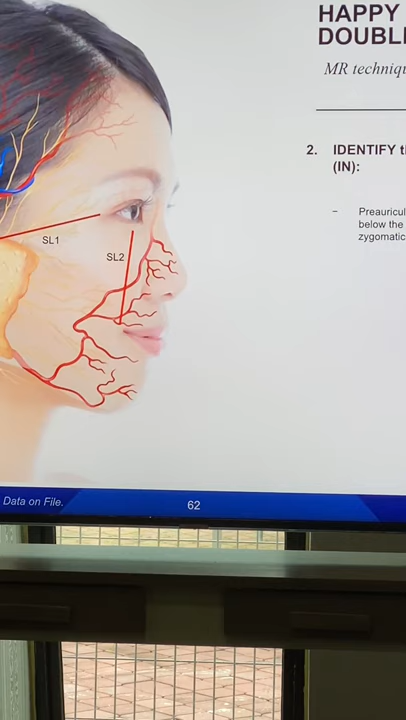 HAPPY
DOUBL
MR techniqu
2. IDENTIFY t
(IN):
– Preauricul
below the
zygomatic
SL1
SL2
Data on File.
62